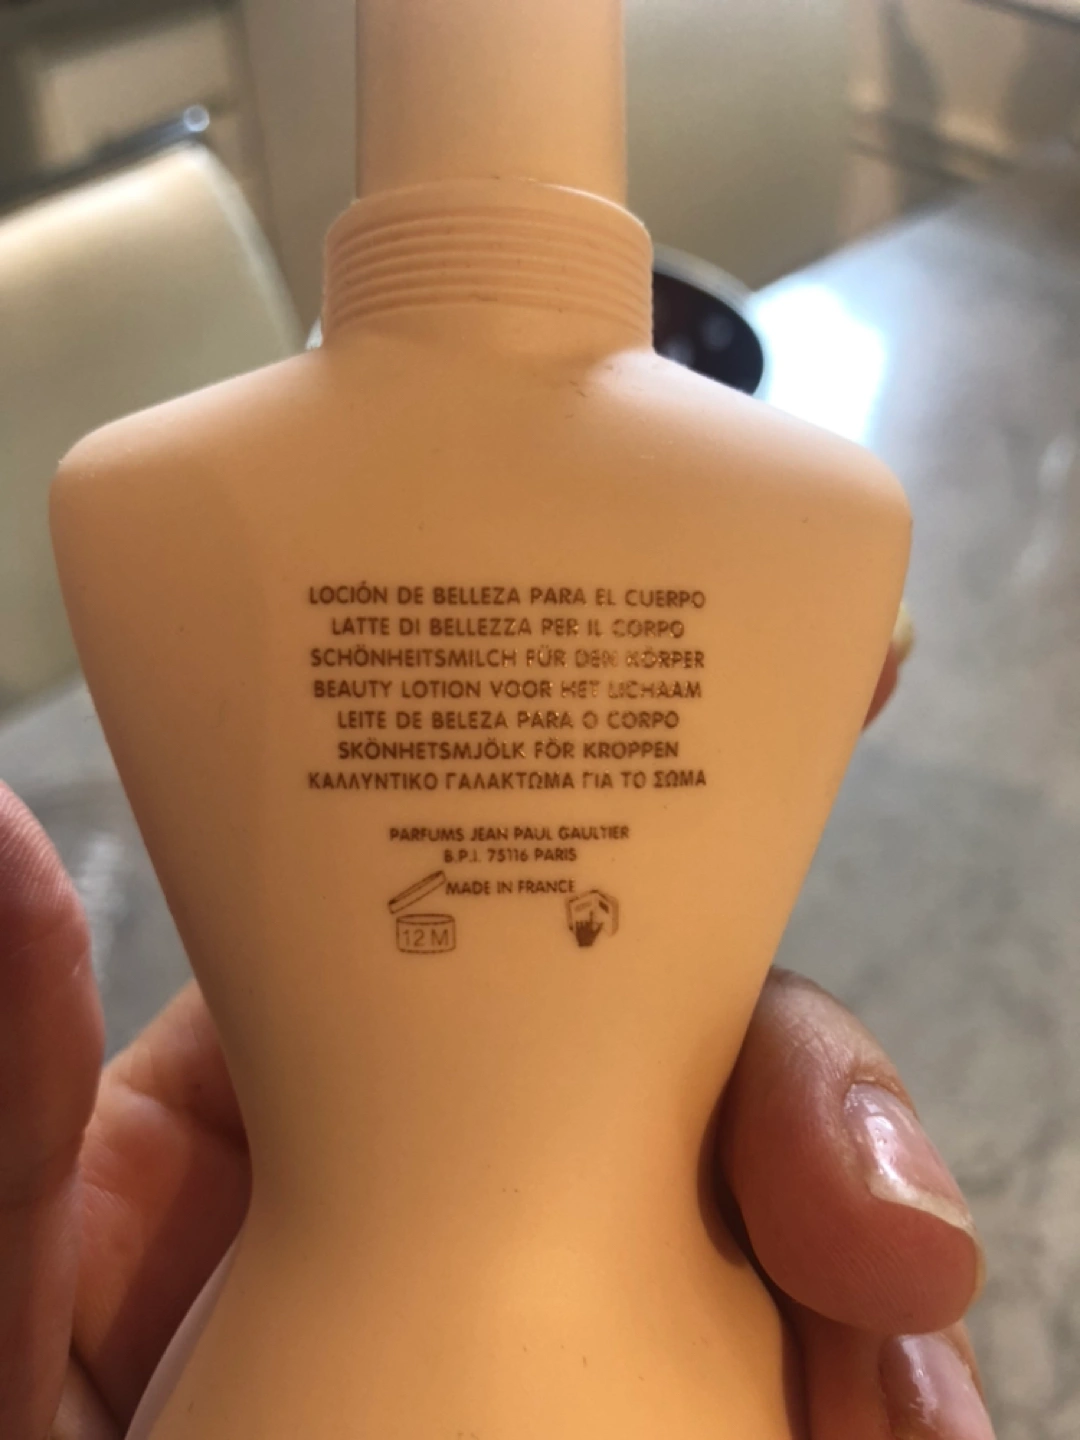 LOCIÓN DE BELLEZA PARA EL CUERPO
LATTE DI BELLEZZA PER IL CORPO
SCHÖNHEITSMILCH FÜR DEN KÖRPER
BEAUTY LOTION VOOR HET LICHAAM
LEITE DE BELEZA PARA O CORPO
SKÖNHETSMJÖLK FÖR KROPPEN
ΚΑΛΛΥΝΤΙΚΟ ΓΑΛΑΚΤΩΜΑ ΓΙΑ ΤΟ ΣΩΜΑ
PARFUMS JEAN PAUL GAULTIER
B.P.I. 75116 PARIS
MADE IN FRANCE
12 M